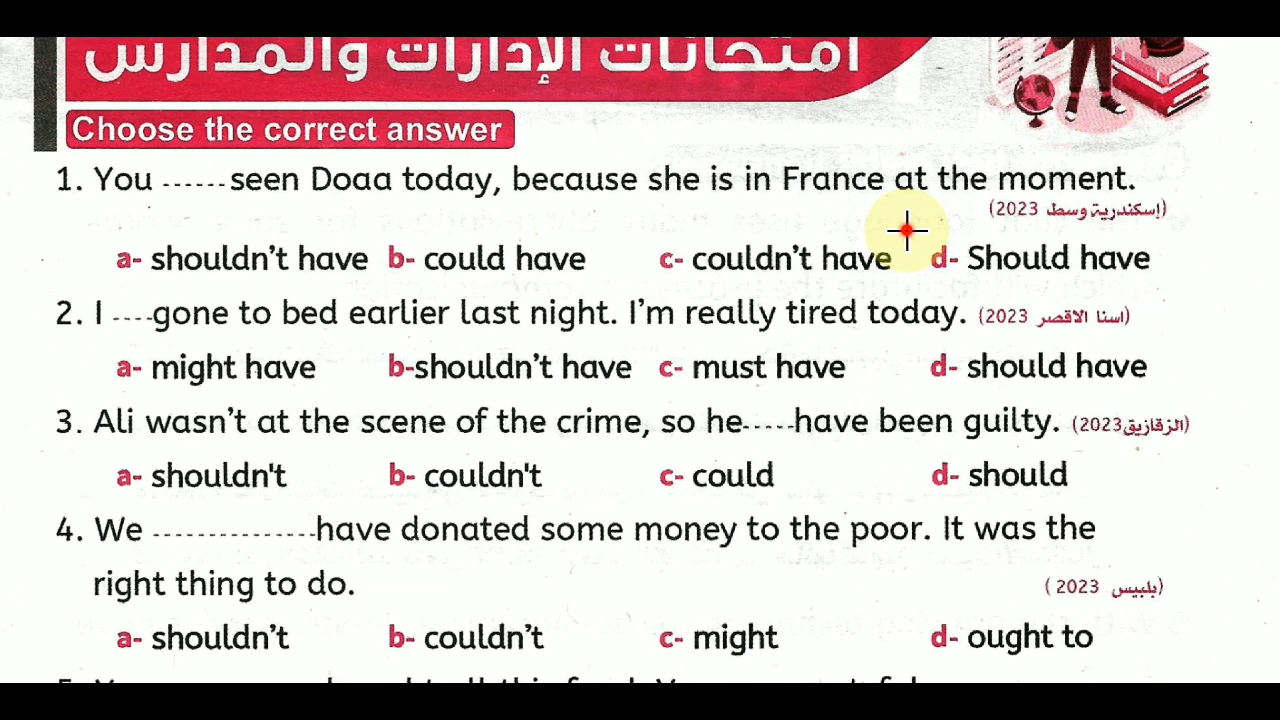 امتحانات الإدارات والمدارس
Choose the correct answer
1. You ------ seen Doaa today, because she is in France at the moment.
(إسكندرية وسط 2023)
a- shouldn’t have b- could have c- couldn’t have d- Should have
2. I ----gone to bed earlier last night. I’m really tired today. (اسنا الاقصر 2023)
a- might have b-shouldn’t have c- must have d- should have
3. Ali wasn’t at the scene of the crime, so he-----have been guilty. (الزقازيق2023)
a- shouldn't b- couldn't c- could d- should
4. We ---------------have donated some money to the poor. It was the
right thing to do. (بلبيس 2023)
a- shouldn’t b- couldn’t c- might d- ought to